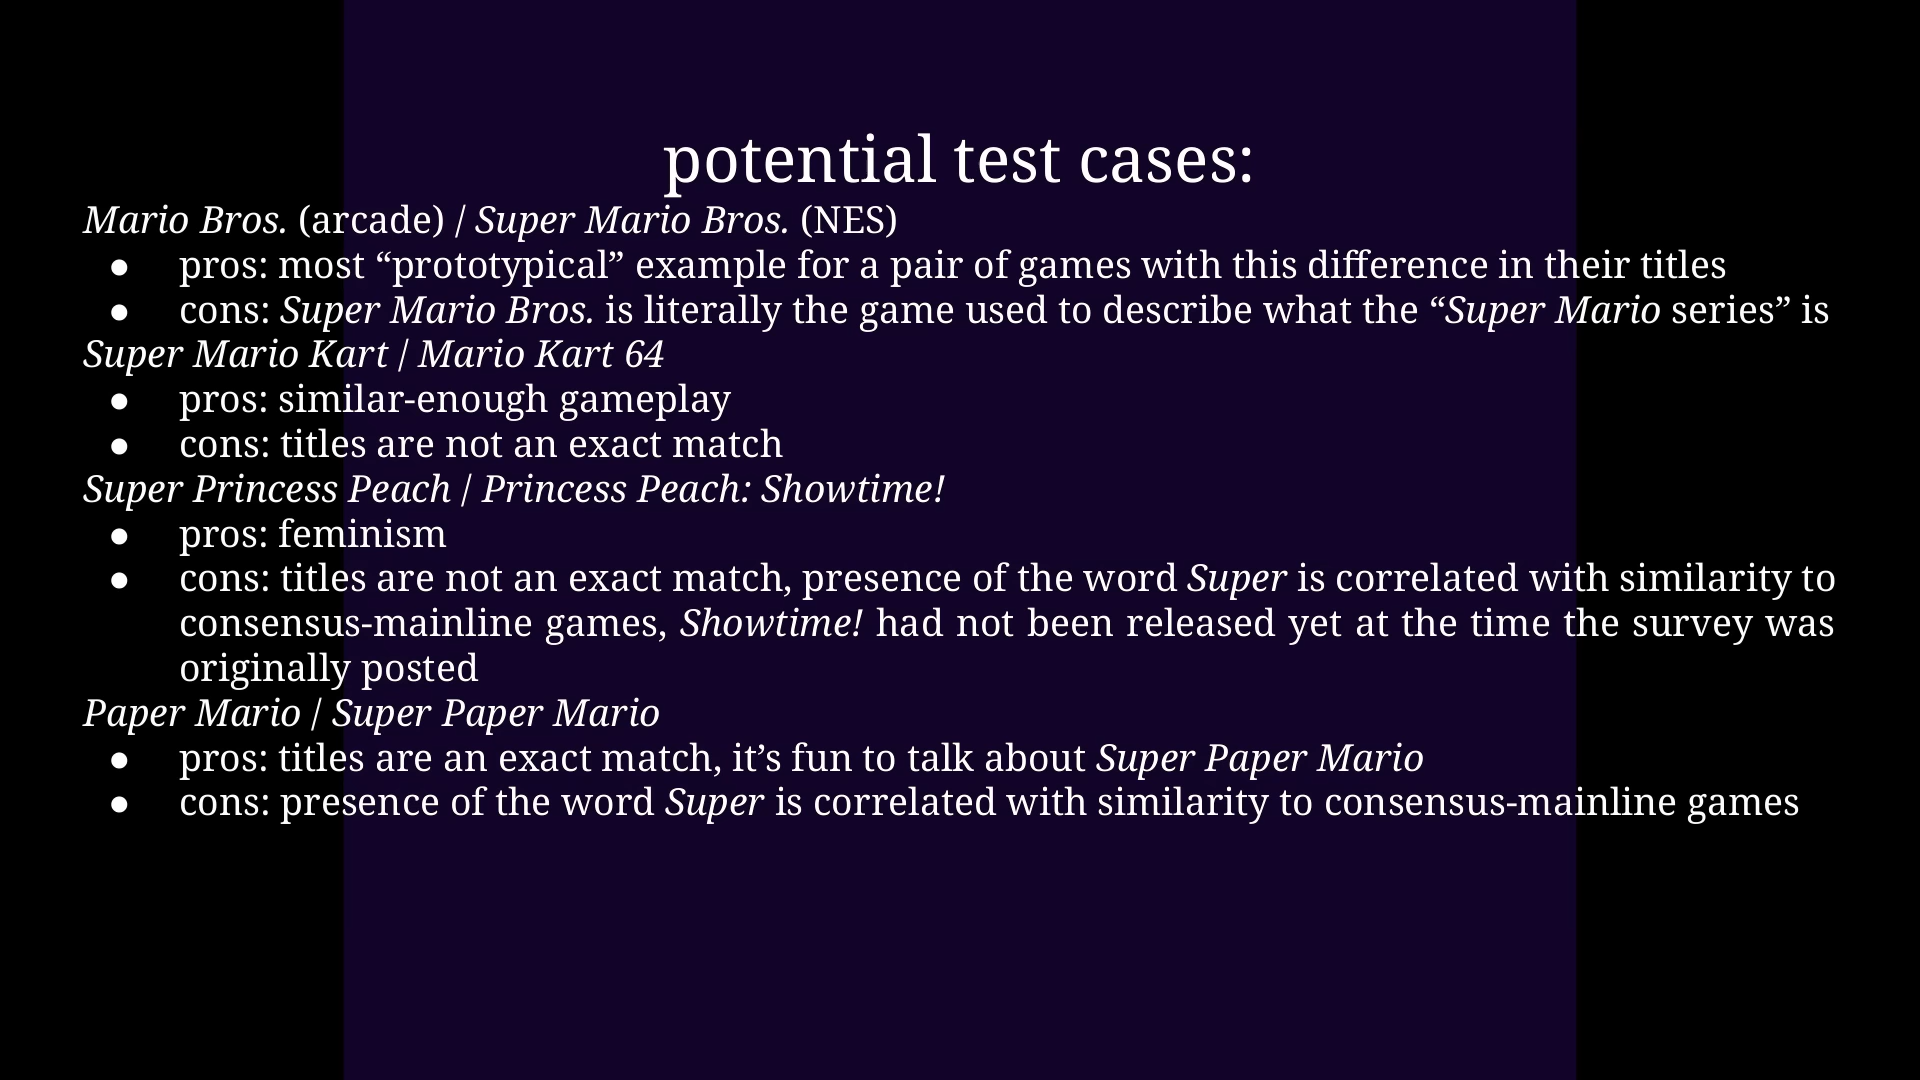 potential test cases:
Mario Bros. (arcade) / Super Mario Bros. (NES)
● pros: most “prototypical” example for a pair of games with this difference in their titles
● cons: Super Mario Bros. is literally the game used to describe what the “Super Mario series” is
Super Mario Kart / Mario Kart 64
● pros: similar-enough gameplay
● cons: titles are not an exact match
Super Princess Peach / Princess Peach: Showtime!
● pros: feminism
● cons: titles are not an exact match, presence of the word Super is correlated with similarity to
consensus-mainline games, Showtime! had not been released yet at the time the survey was
originally posted
Paper Mario / Super Paper Mario
● pros: titles are an exact match, it’s fun to talk about Super Paper Mario
● cons: presence of the word Super is correlated with similarity to consensus-mainline games